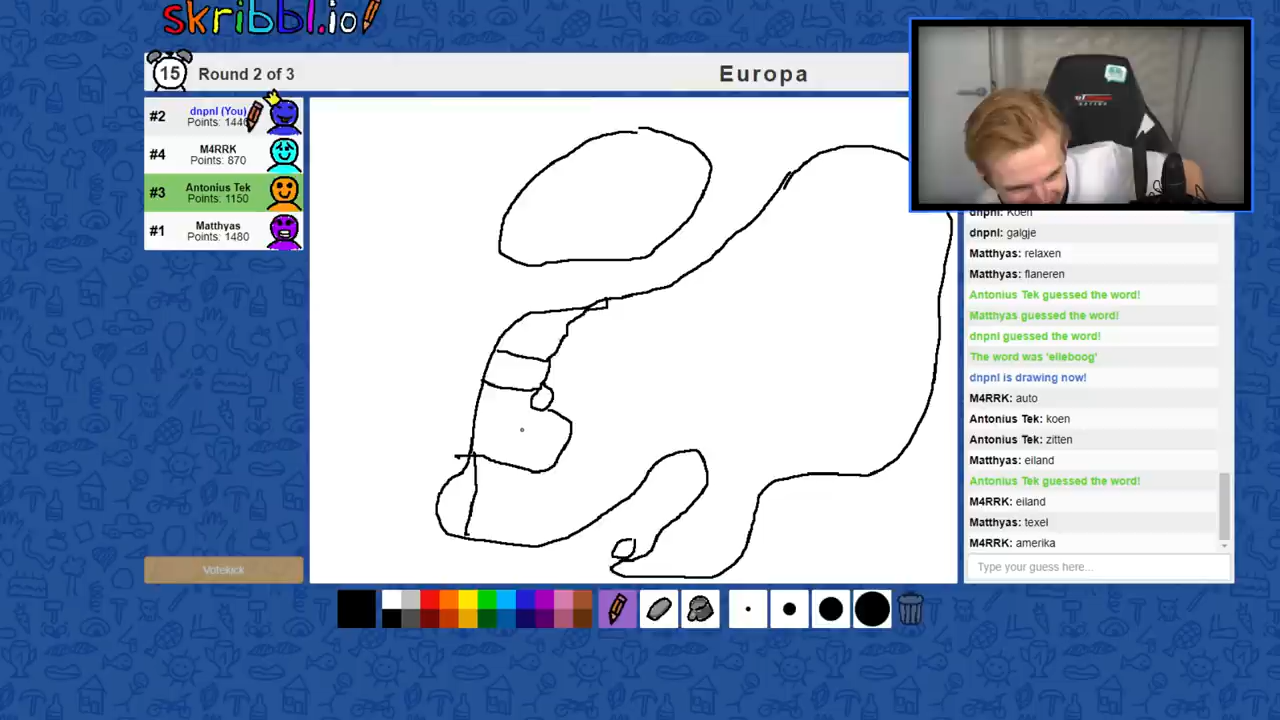 skribbl.io
15
Round 2 of 3
Europa
#2 dnpnl (You)
Points: 1440
#4 M4RRK
Points: 870
#3 Antonius Tek
Points: 1150
#1 Matthyas
Points: 1480
dnpnl: Koen
dnpnl: galgje
Matthyas: relaxen
Matthyas: flaneren
Antonius Tek guessed the word!
Matthyas guessed the word!
dnpnl guessed the word!
The word was 'elleboog'
dnpnl is drawing now!
M4RRK: auto
Antonius Tek: koen
Antonius Tek: zitten
Matthyas: eiland
Antonius Tek guessed the word!
M4RRK: eiland
Matthyas: texel
M4RRK: amerika
Type your guess here...
Votekick